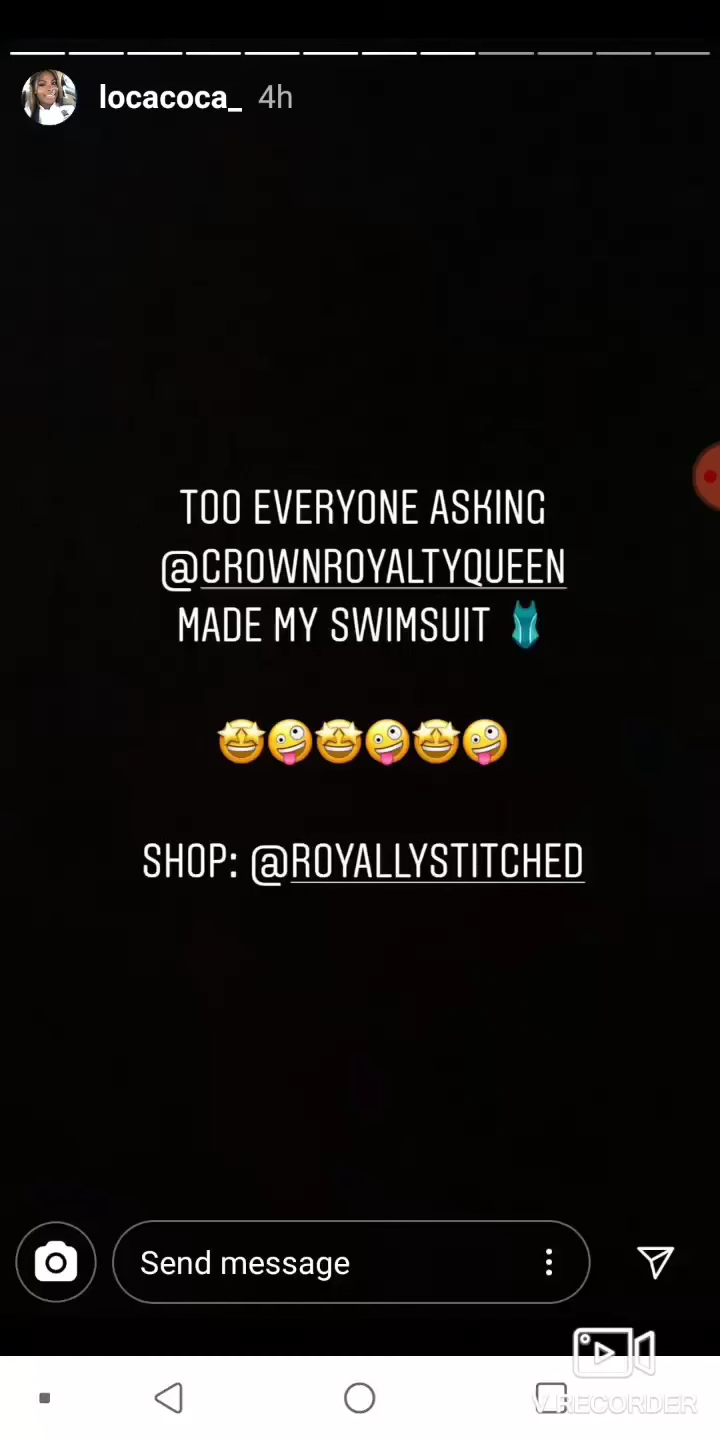 locacoca_ 4h
TOO EVERYONE ASKING
@CROWNROYALTYQUEEN
MADE MY SWIMSUIT 🩱
🤩🤪🤩🤪🤩🤪
SHOP: @ROYALLYSTITCHED
Send message
V RECORDER